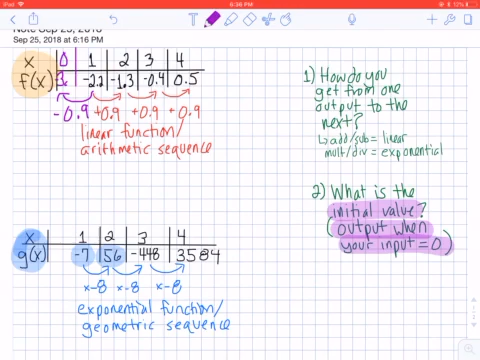 iPad
6:36 PM
12%
Note Sep 25, 2018
Sep 25, 2018 at 6:16 PM
x 0 1 2 3 4
f(x) -2.2 -1.3 -0.4 0.5
-0.9 +0.9 +0.9 +0.9
linear function/
arithmetic sequence
x 1 2 3 4
g(x) -7 56 -448 3584
x-8 x-8 x-8
exponential function/
geometric sequence
1) How do you
get from one
output to the
next?
↳ add/sub = linear
mult/div = exponential
2) What is the
initial value?
(output when
your input = 0)